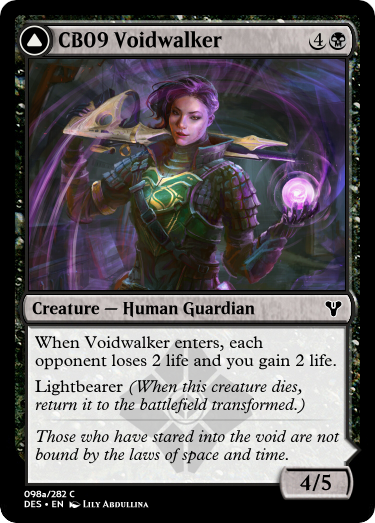 CB09 Voidwalker 4
Creature — Human Guardian
When Voidwalker enters, each
opponent loses 2 life and you gain 2 life.
Lightbearer (When this creature dies,
return it to the battlefield transformed.)
Those who have stared into the void are not
bound by the laws of space and time.
4/5
098a/282 C
DES • EN Lily Abdullina